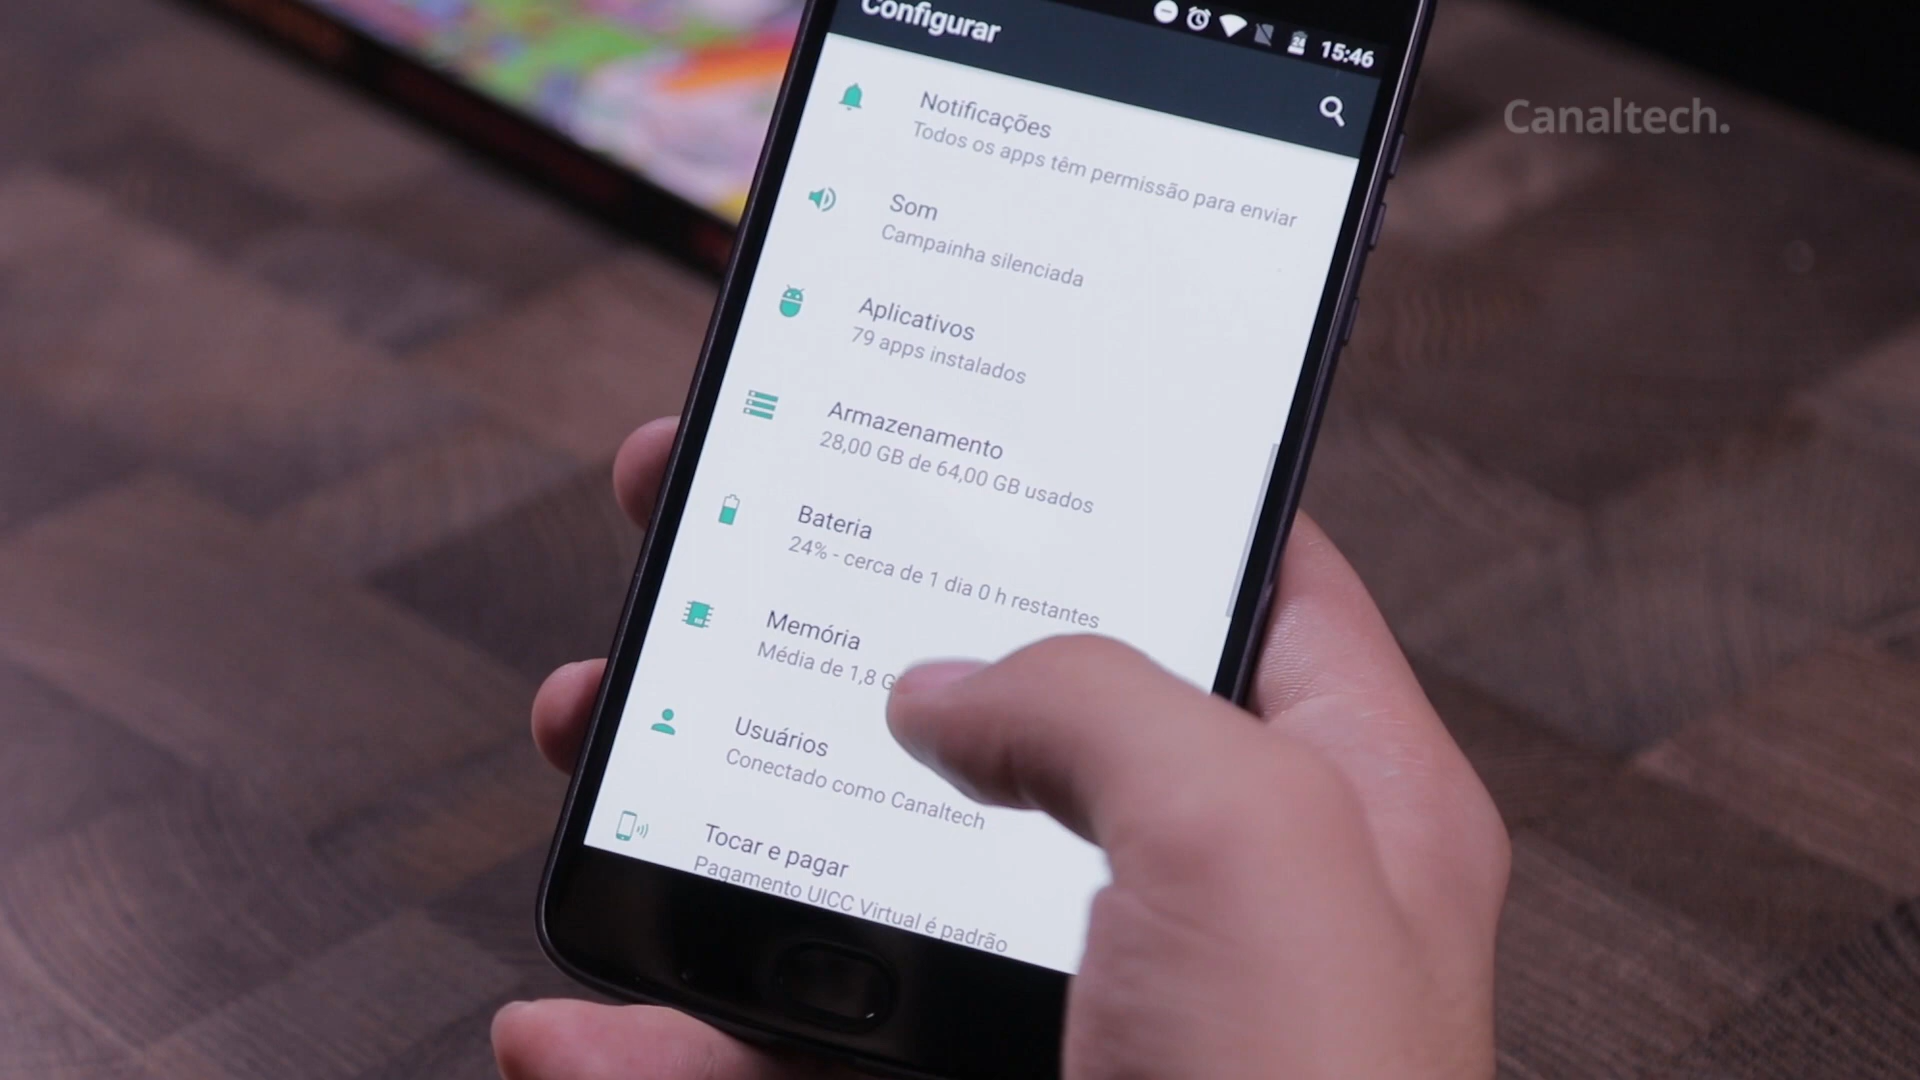 Configurar
15:46
24
Canaltech.
Notificações
Todos os apps têm permissão para enviar
Som
Campainha silenciada
Aplicativos
79 apps instalados
Armazenamento
28,00 GB de 64,00 GB usados
Bateria
24% - cerca de 1 dia 0 h restantes
Memória
Média de 1,8
Usuários
Conectado como Canaltech
Tocar e pagar
Pagamento UICC Virtual é padrão